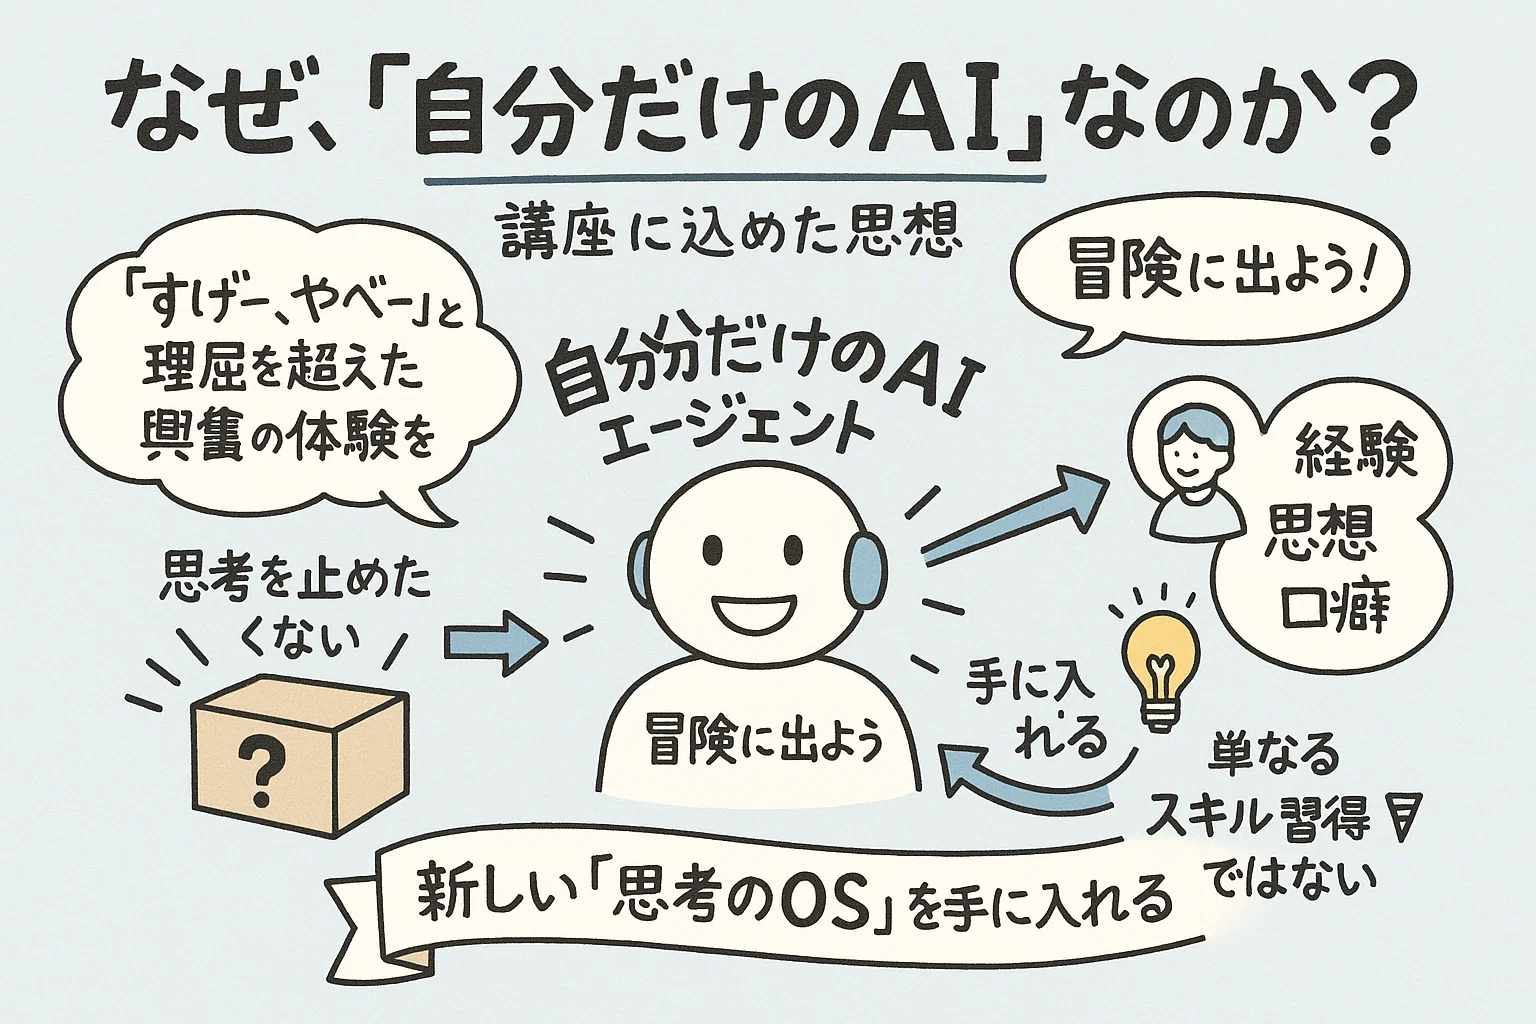 なぜ、「自分だけのAI」なのか？
講座に込めた思想
「すげー、やべー」と
理屈を超えた
興奮の体験を
冒険に出よう!
自分分だけのAI
エージェント
経験
思想
口癖
思考を止めた
くない
?
冒険に出よう
手に入
れる
単なる
スキル習得
ではない
新しい「思考のOS」を手に入れる